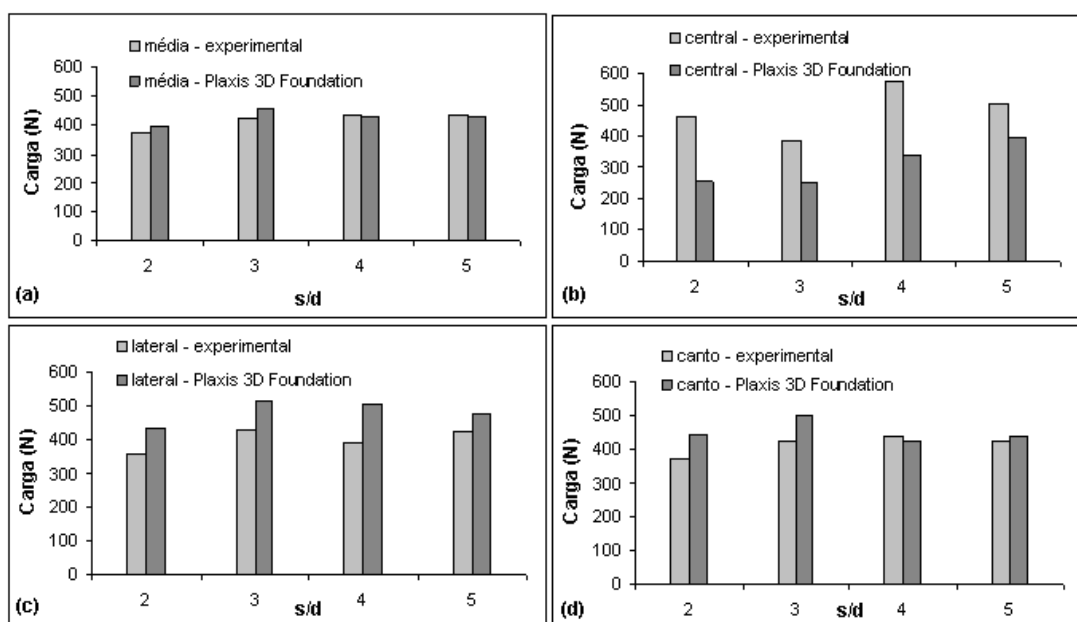 média - experimental
média - Plaxis 3D Foundation
Carga (N)
600
500
400
300
200
100
0
2 3 4 5
s/d
(a)
central - experimental
central - Plaxis 3D Foundation
Carga (N)
600
500
400
300
200
100
0
2 3 4 5
s/d
(b)
lateral - experimental
lateral - Plaxis 3D Foundation
Carga (N)
600
500
400
300
200
100
0
2 3 4 5
s/d
(c)
canto - experimental
canto - Plaxis 3D Foundation
Carga (N)
600
500
400
300
200
100
0
2 3 4 5
s/d
(d)